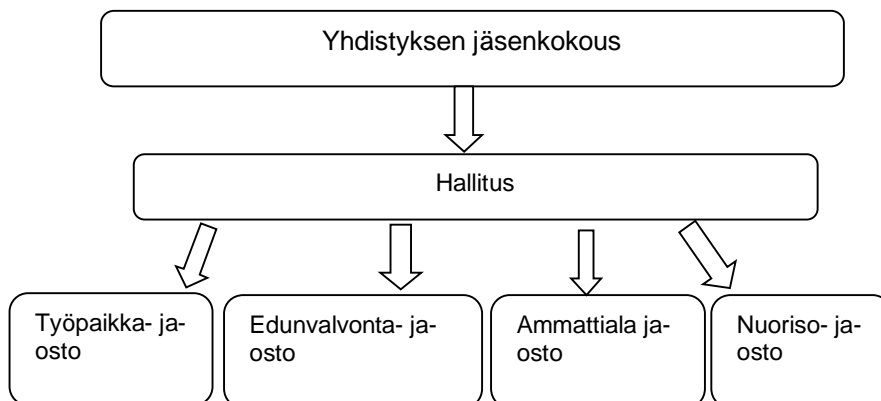 Yhdistyksen jäsenkokous
Hallitus
Työpaikka- ja-
osto
Edunvalvonta- ja-
osto
Ammattiala ja-
osto
Nuoriso- ja-
osto